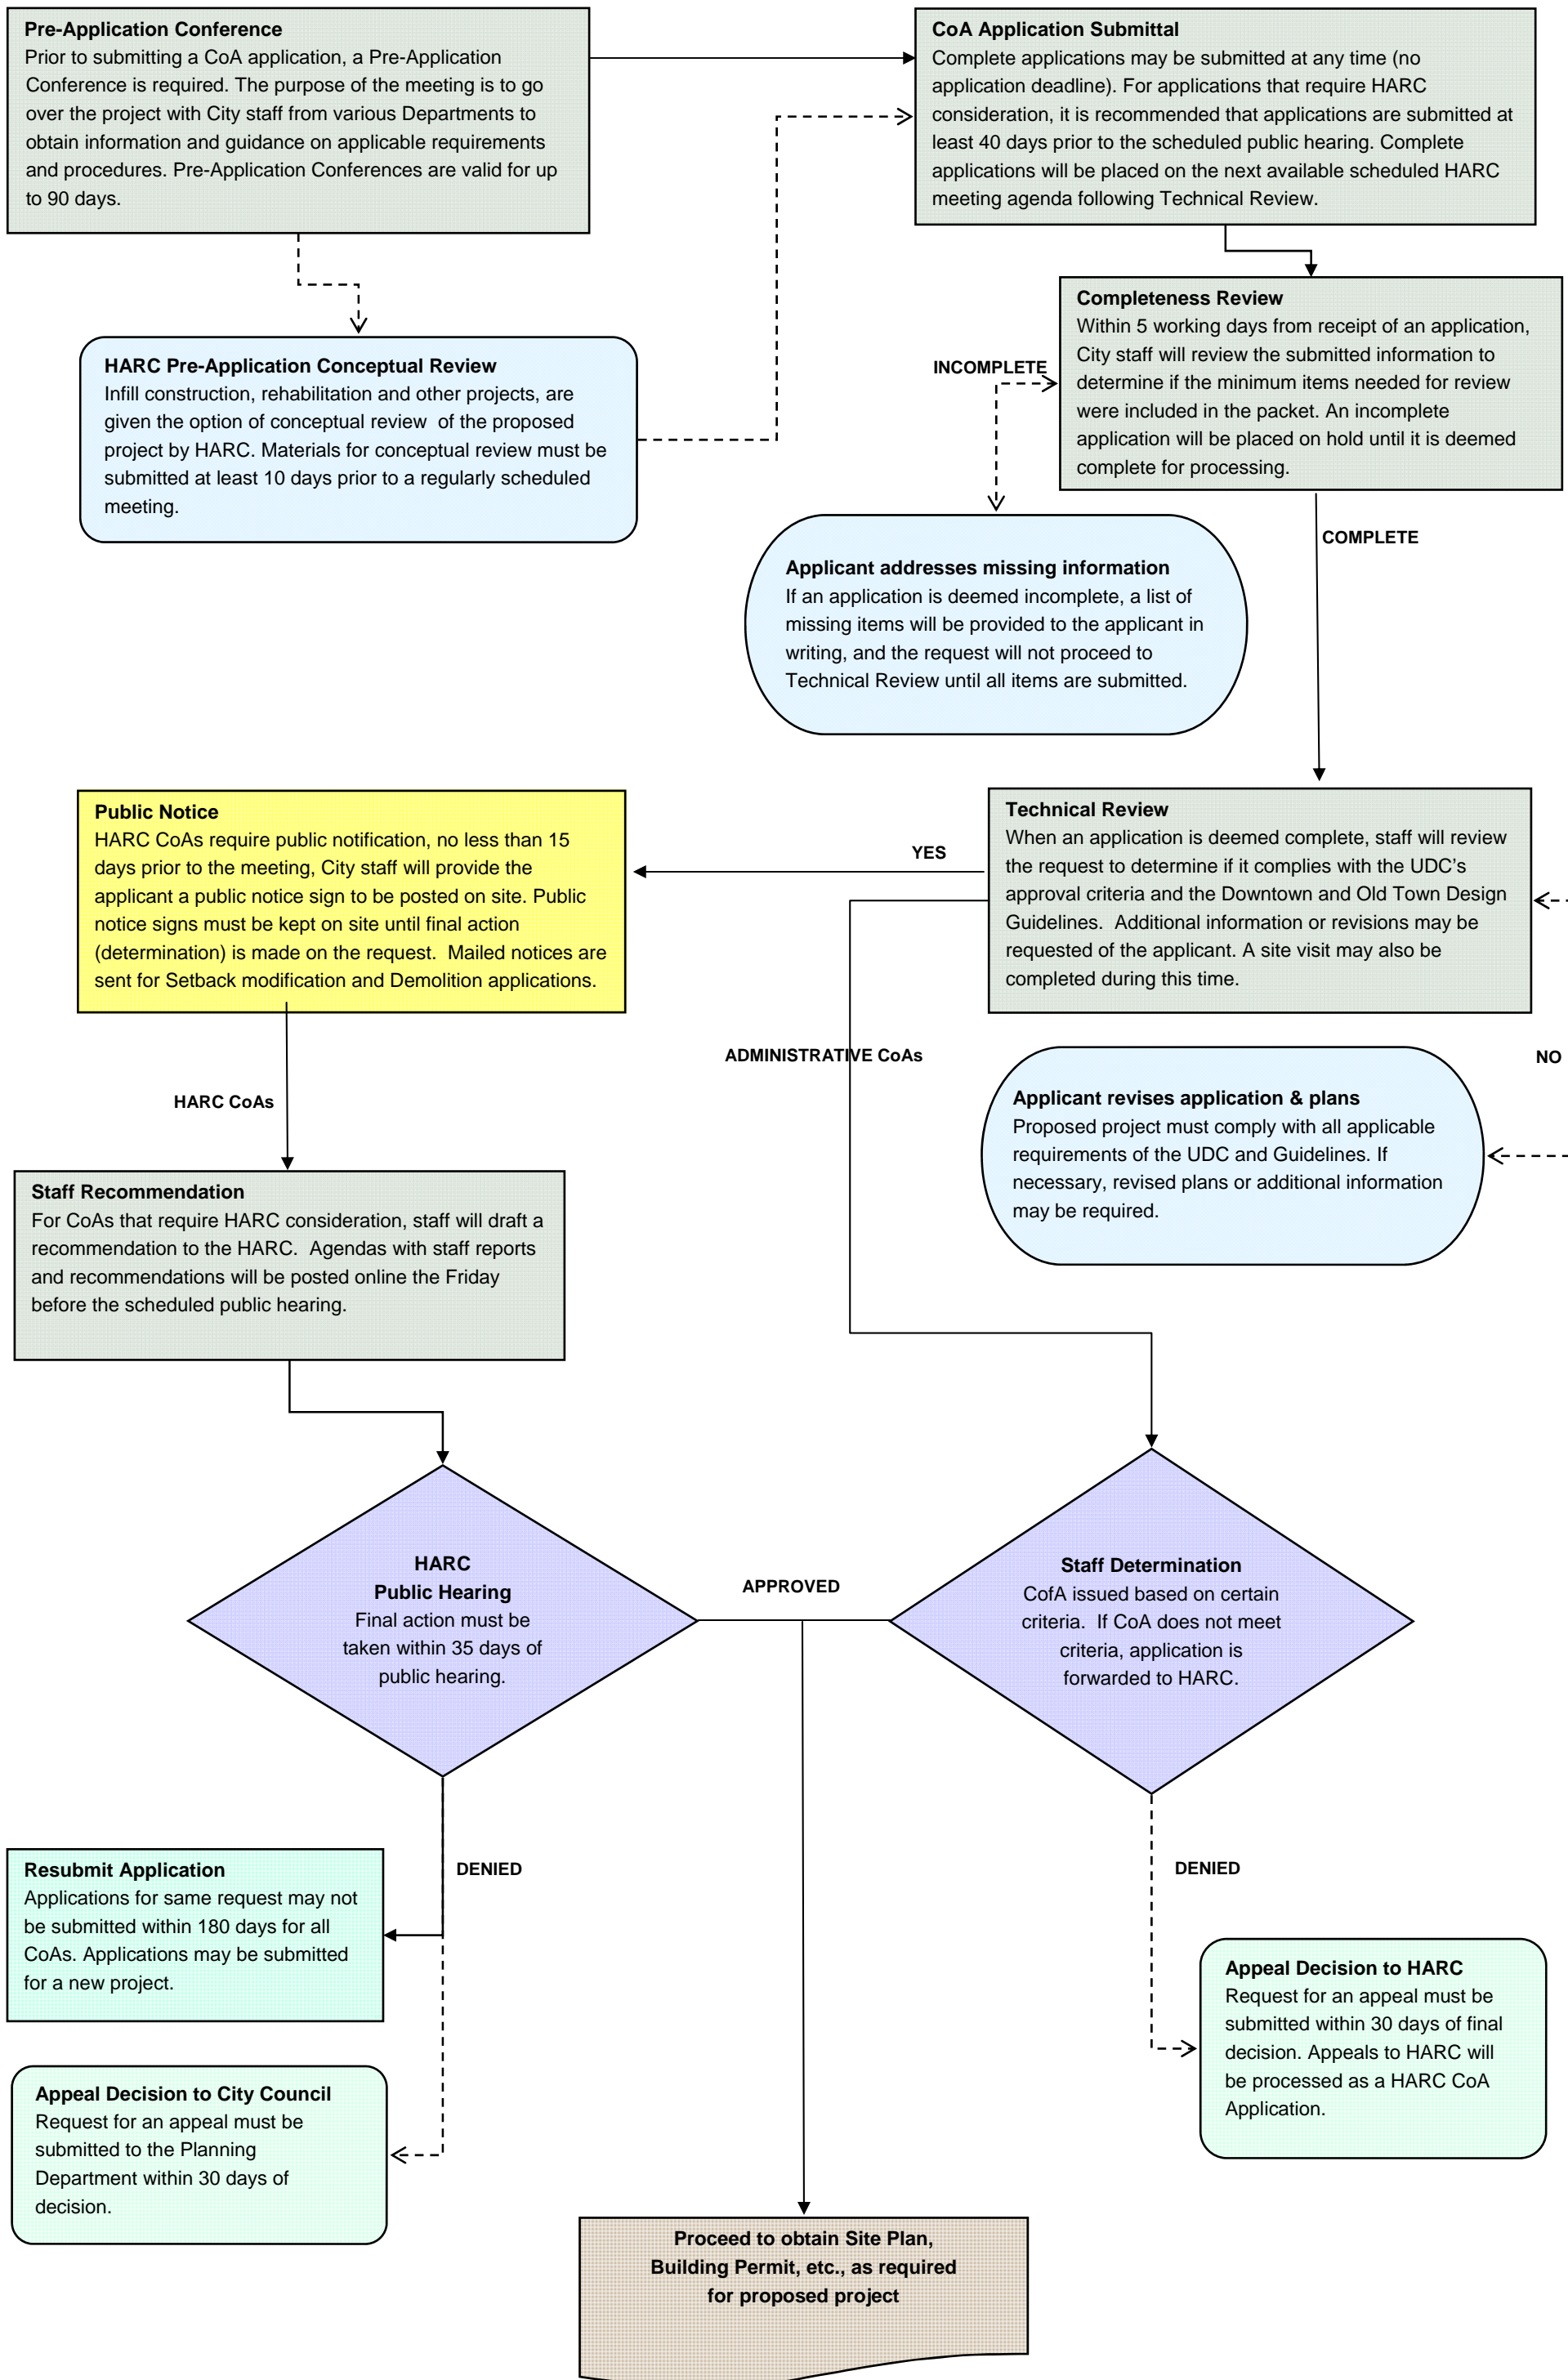 Pre-Application Conference
Prior to submitting a CoA application, a Pre-Application
Conference is required. The purpose of the meeting is to go
over the project with City staff from various Departments to
obtain information and guidance on applicable requirements
and procedures. Pre-Application Conferences are valid for up
to 90 days.
CoA Application Submittal
Complete applications may be submitted at any time (no
application deadline). For applications that require HARC
consideration, it is recommended that applications are submitted at
least 40 days prior to the scheduled public hearing. Complete
applications will be placed on the next available scheduled HARC
meeting agenda following Technical Review.
HARC Pre-Application Conceptual Review
Infill construction, rehabilitation and other projects, are
given the option of conceptual review  of the proposed
project by HARC. Materials for conceptual review must be
submitted at least 10 days prior to a regularly scheduled
meeting.
Completeness Review
Within 5 working days from receipt of an application,
City staff will review the submitted information to
determine if the minimum items needed for review
were included in the packet. An incomplete
application will be placed on hold until it is deemed
complete for processing.
INCOMPLETE
COMPLETE
Applicant addresses missing information
If an application is deemed incomplete, a list of
missing items will be provided to the applicant in
writing, and the request will not proceed to
Technical Review until all items are submitted.
Public Notice
HARC CoAs require public notification, no less than 15
days prior to the meeting, City staff will provide the
applicant a public notice sign to be posted on site. Public
notice signs must be kept on site until final action
(determination) is made on the request.  Mailed notices are
sent for Setback modification and Demolition applications.
YES
Technical Review
When an application is deemed complete, staff will review
the request to determine if it complies with the UDC's
approval criteria and the Downtown and Old Town Design
Guidelines.  Additional information or revisions may be
requested of the applicant. A site visit may also be
completed during this time.
ADMINISTRATIVE CoAs
NO
HARC CoAs
Applicant revises application & plans
Proposed project must comply with all applicable
requirements of the UDC and Guidelines. If
necessary, revised plans or additional information
may be required.
Staff Recommendation
For CoAs that require HARC consideration, staff will draft a
recommendation to the HARC.  Agendas with staff reports
and recommendations will be posted online the Friday
before the scheduled public hearing.
HARC
Public Hearing
Final action must be
taken within 35 days of
public hearing.
APPROVED
Staff Determination
CofA issued based on certain
criteria.  If CoA does not meet
criteria, application is
forwarded to HARC.
DENIED
DENIED
Resubmit Application
Applications for same request may not
be submitted within 180 days for all
CoAs. Applications may be submitted
for a new project.
Appeal Decision to HARC
Request for an appeal must be
submitted within 30 days of final
decision. Appeals to HARC will
be processed as a HARC CoA
Application.
Appeal Decision to City Council
Request for an appeal must be
submitted to the Planning
Department within 30 days of
decision.
Proceed to obtain Site Plan,
Building Permit, etc., as required
for proposed project